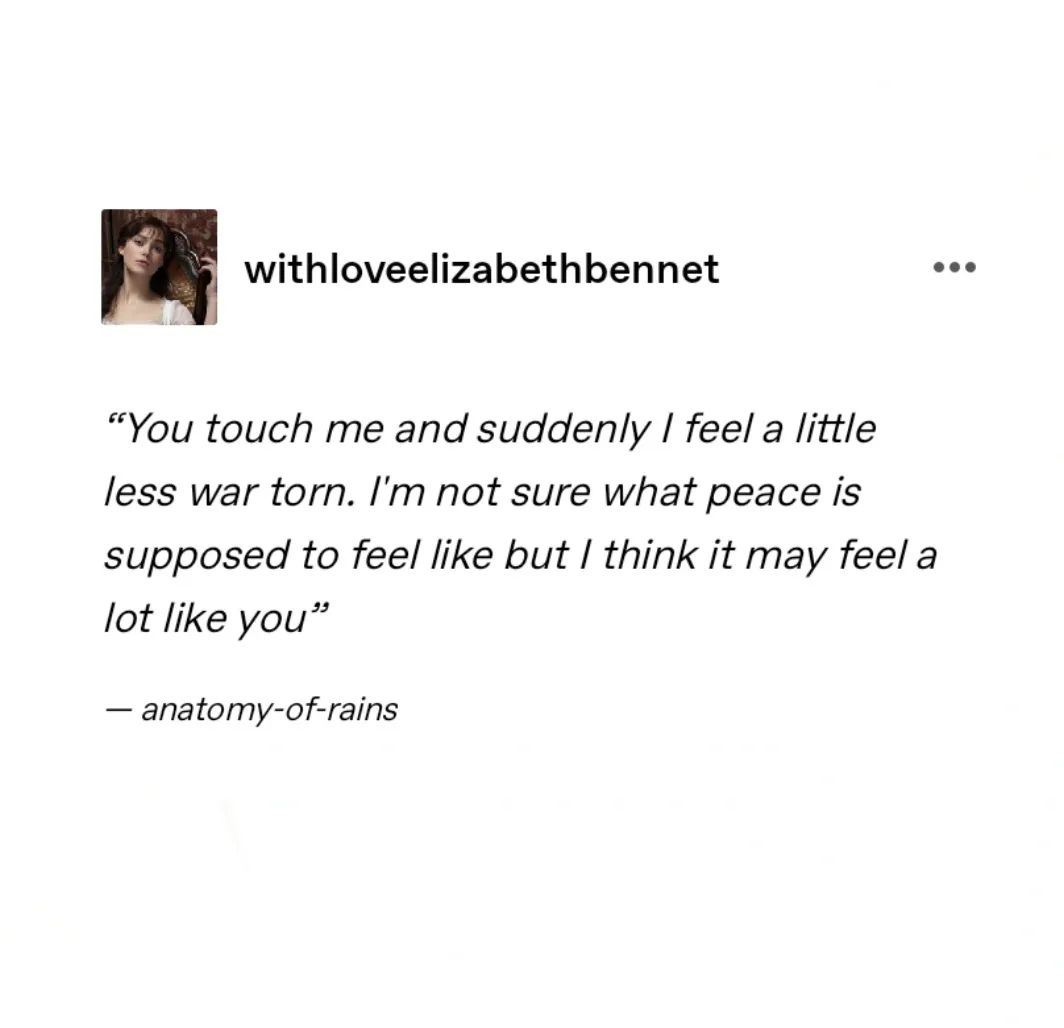 withloveelizabethbennet
“You touch me and suddenly I feel a little
less war torn. I'm not sure what peace is
supposed to feel like but I think it may feel a
lot like you”
— anatomy-of-rains